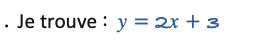 . Je trouve : y = 2x + 3